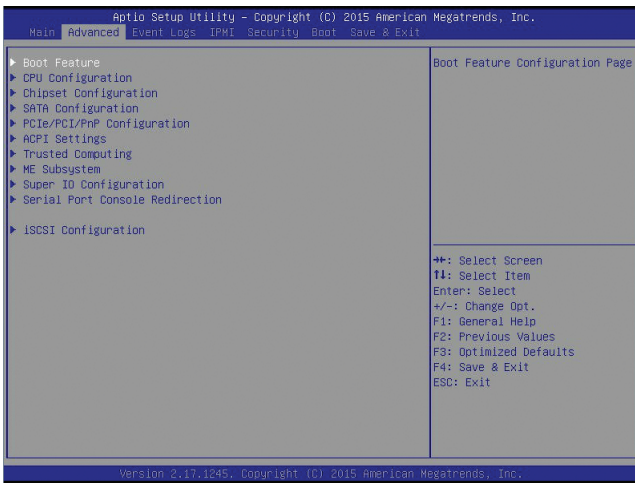 Aptio Setup Utility – Copyright (C) 2015 American Megatrends, Inc.
Main Advanced Event Logs IPMI Security Boot Save & Exit
▶ Boot Feature
▶ CPU Configuration
▶ Chipset Configuration
▶ SATA Configuration
▶ PCIe/PCI/PnP Configuration
▶ ACPI Settings
▶ Trusted Computing
▶ ME Subsystem
▶ Super IO Configuration
▶ Serial Port Console Redirection
▶ iSCSI Configuration
Boot Feature Configuration Page
→←: Select Screen
↑↓: Select Item
Enter: Select
+/-: Change Opt.
F1: General Help
F2: Previous Values
F3: Optimized Defaults
F4: Save & Exit
ESC: Exit
Version 2.17.1245. Copyright (C) 2015 American Megatrends, Inc.